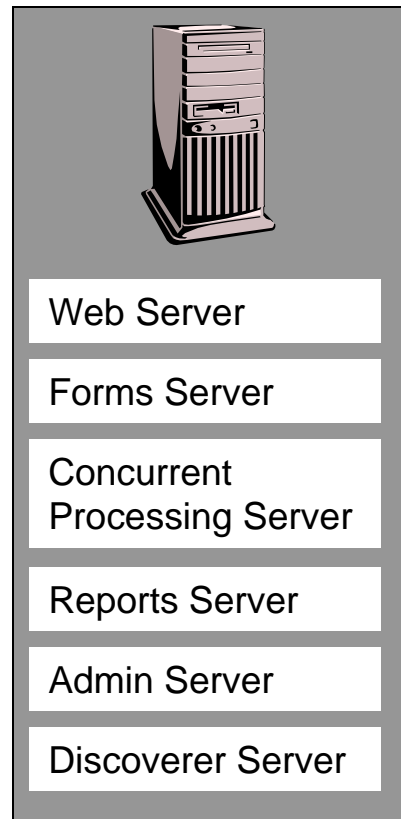 Web Server
Forms Server
Concurrent
Processing Server
Reports Server
Admin Server
Discoverer Server